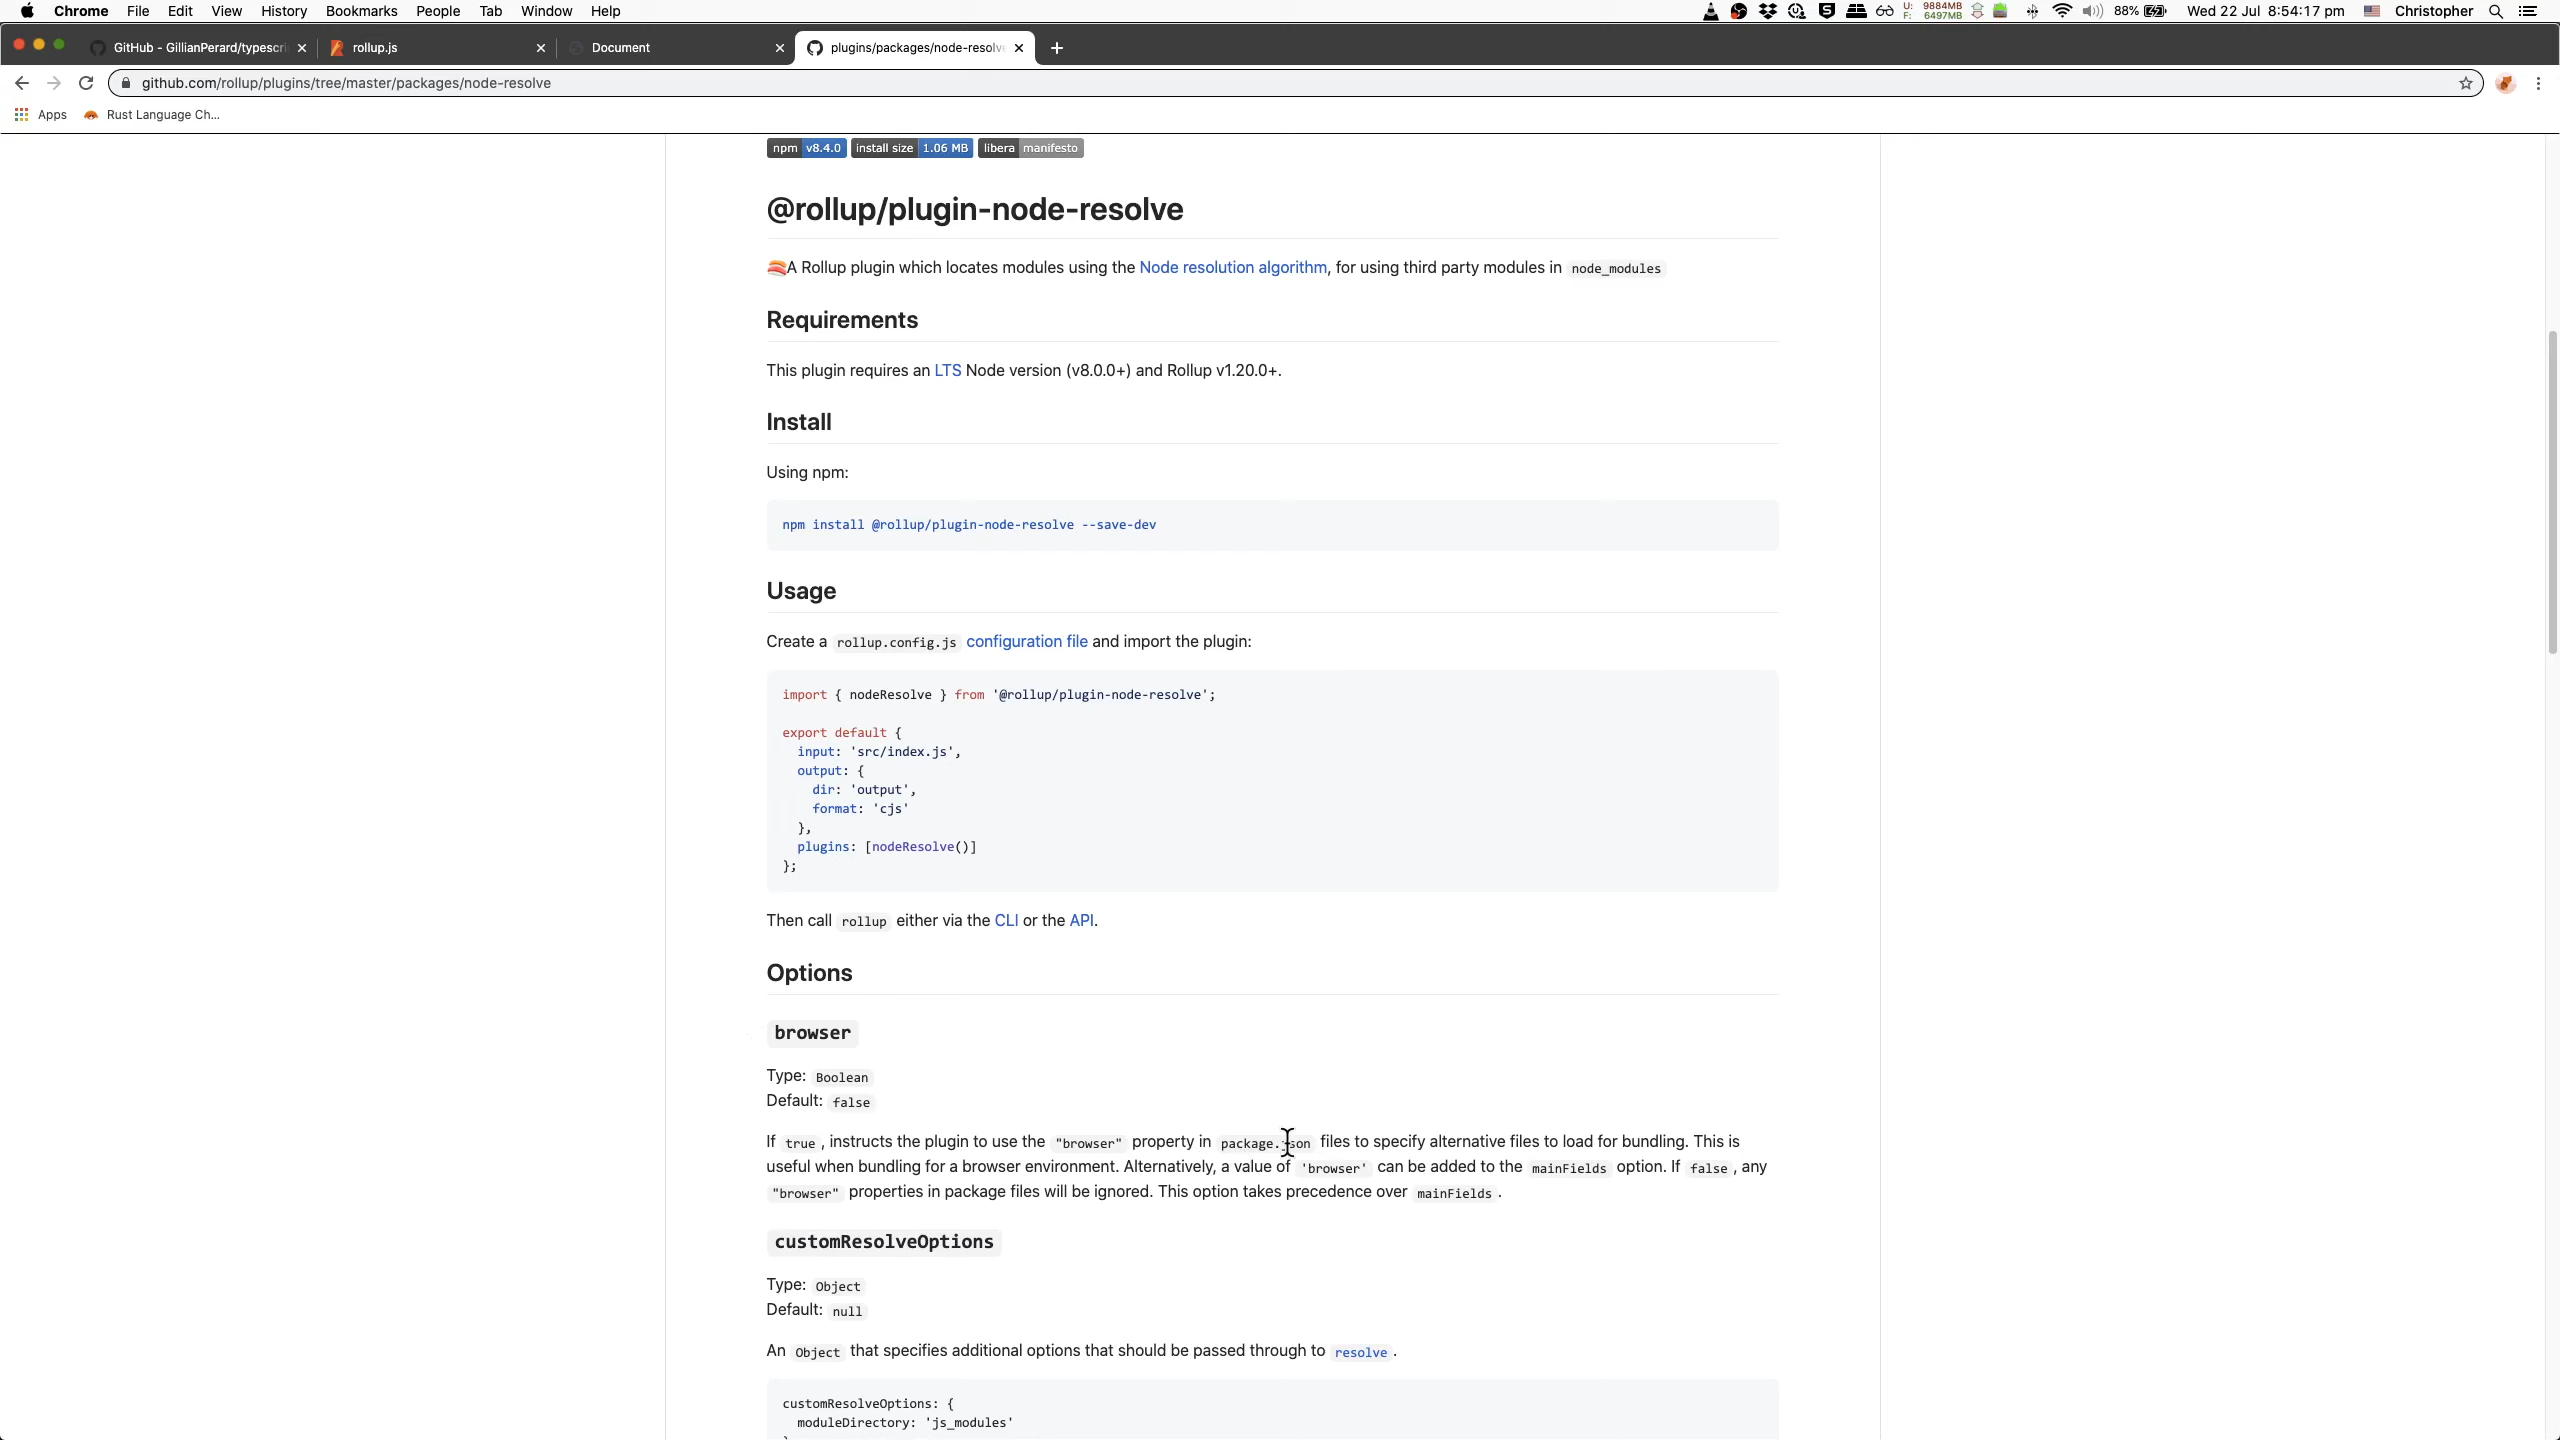 Chrome File Edit View History Bookmarks People Tab Window Help U: 9884MB F: 6497MB 88% Wed 22 Jul 8:54:17 pm Christopher
GitHub - GillianPerard/typescri rollup.js Document plugins/packages/node-resolve
github.com/rollup/plugins/tree/master/packages/node-resolve
Apps Rust Language Ch...
npm v8.4.0 install size 1.06 MB libera manifesto
@rollup/plugin-node-resolve
A Rollup plugin which locates modules using the Node resolution algorithm, for using third party modules in node_modules
Requirements
This plugin requires an LTS Node version (v8.0.0+) and Rollup v1.20.0+.
Install
Using npm:
npm install @rollup/plugin-node-resolve --save-dev
Usage
Create a rollup.config.js configuration file and import the plugin:
import { nodeResolve } from '@rollup/plugin-node-resolve';
export default {
input: 'src/index.js',
output: {
dir: 'output',
format: 'cjs'
},
plugins: [nodeResolve()]
};
Then call rollup either via the CLI or the API.
Options
browser
Type: Boolean
Default: false
If true, instructs the plugin to use the "browser" property in package.json files to specify alternative files to load for bundling. This is
useful when bundling for a browser environment. Alternatively, a value of 'browser' can be added to the mainFields option. If false, any
"browser" properties in package files will be ignored. This option takes precedence over mainFields.
customResolveOptions
Type: Object
Default: null
An Object that specifies additional options that should be passed through to resolve.
customResolveOptions: {
moduleDirectory: 'js_modules'